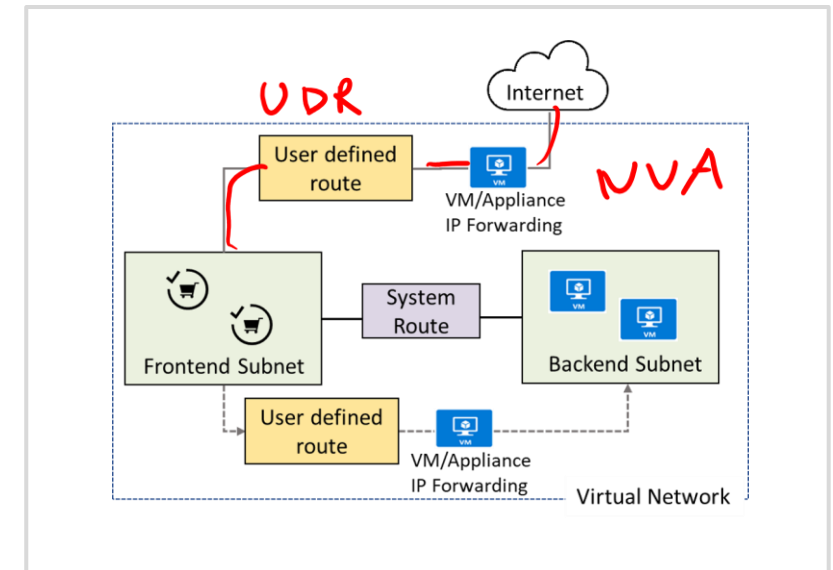 UDR
Internet
User defined
route
VM
NVA
VM/Appliance
IP Forwarding
System
Route
VM
VM
Frontend Subnet
Backend Subnet
User defined
route
VM
VM/Appliance
IP Forwarding
Virtual Network